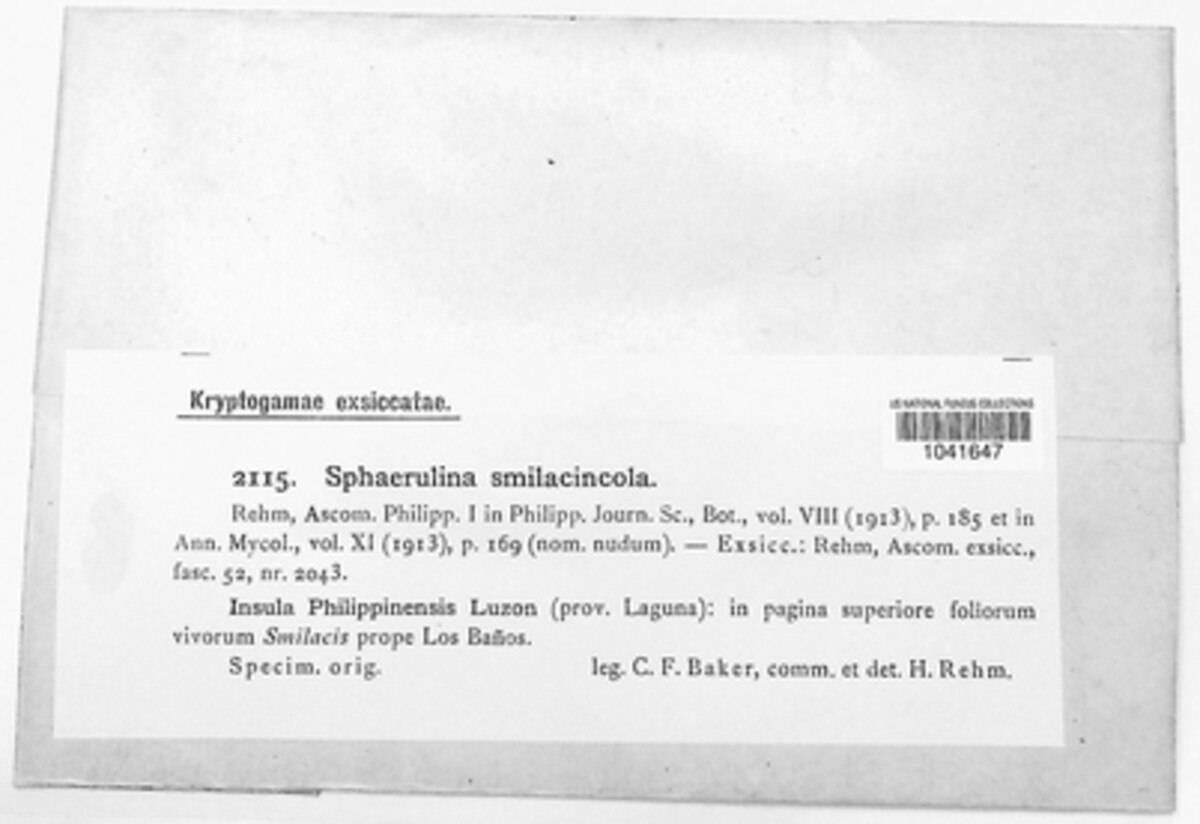 Kryptogamae exsiccatae.
US NATIONAL FUNGUS COLLECTIONS
1041647
2115. Sphaerulina smilacincola.
Rehm, Ascom. Philipp. I in Philipp. Journ. Sc., Bot., vol. VIII (1913), p. 185 et in
Ann. Mycol., vol. XI (1913), p. 169 (nom. nudum). — Exsicc.: Rehm, Ascom. exsicc.,
fasc. 52, nr. 2043.
Insula Philippinensis Luzon (prov. Laguna): in pagina superiore foliorum
vivorum Smilacis prope Los Baños.
Specim. orig. leg. C. F. Baker, comm. et det. H. Rehm.